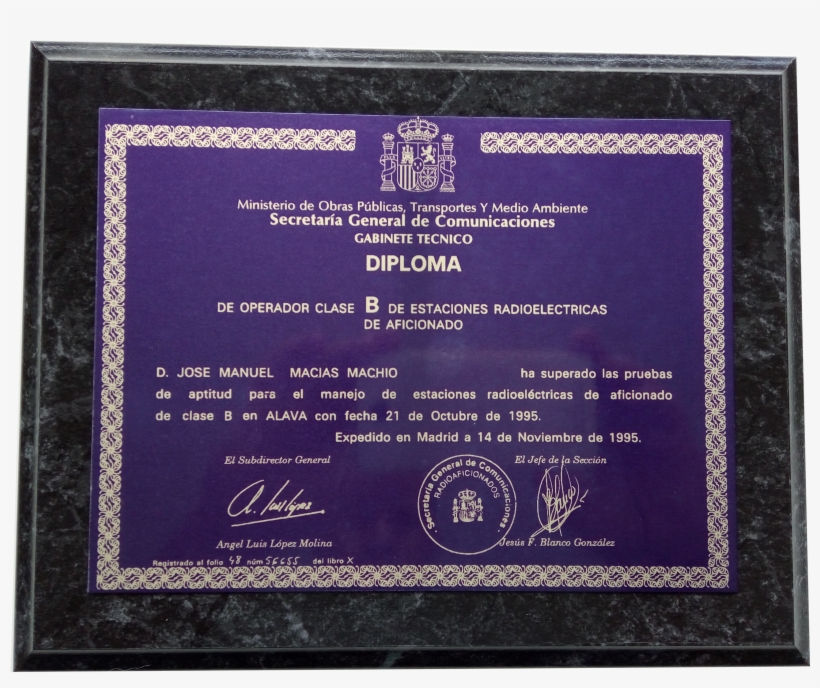 Ministerio de Obras Públicas, Transportes Y Medio Ambiente
Secretaría General de Comunicaciones
GABINETE TECNICO
DIPLOMA
DE OPERADOR CLASE B DE ESTACIONES RADIOELECTRICAS
DE AFICIONADO
D. JOSE MANUEL MACIAS MACHIO ha superado las pruebas
de aptitud para el manejo de estaciones radioeléctricas de aficionado
de clase B en ALAVA con fecha 21 de Octubre de 1995.
Expedido en Madrid a 14 de Noviembre de 1995.
El Subdirector General
El Jefe de la Sección
Secretaría General de Comunicaciones.
RADIOAFICIONADOS
Angel Luis López Molina
Jesús F. Blanco González
Registrado al folio 48 núm 56655 del libro X